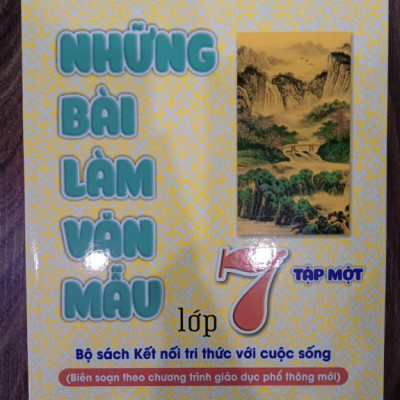 NHỮNG
BÀI
LÀM
VĂN
MẪU
lớp 7
TẬP MỘT
Bộ sách Kết nối tri thức với cuộc sống
(Biên soạn theo chương trình giáo dục phổ thông mới)